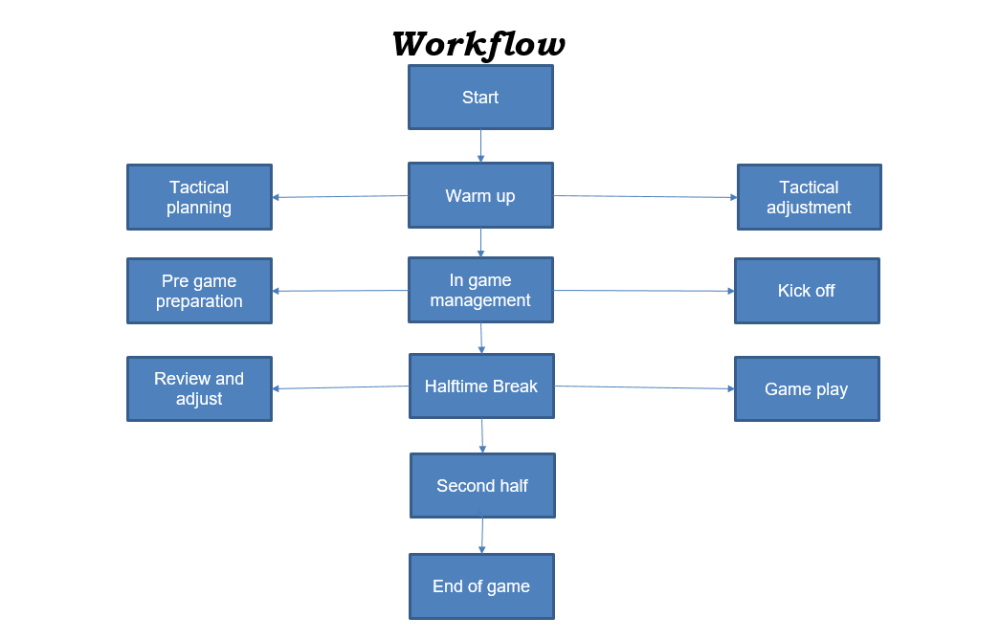 Workflow
Start
Tactical
planning
Warm up
Tactical
adjustment
Pre game
preparation
In game
management
Kick off
Review and
adjust
Halftime Break
Game play
Second half
End of game